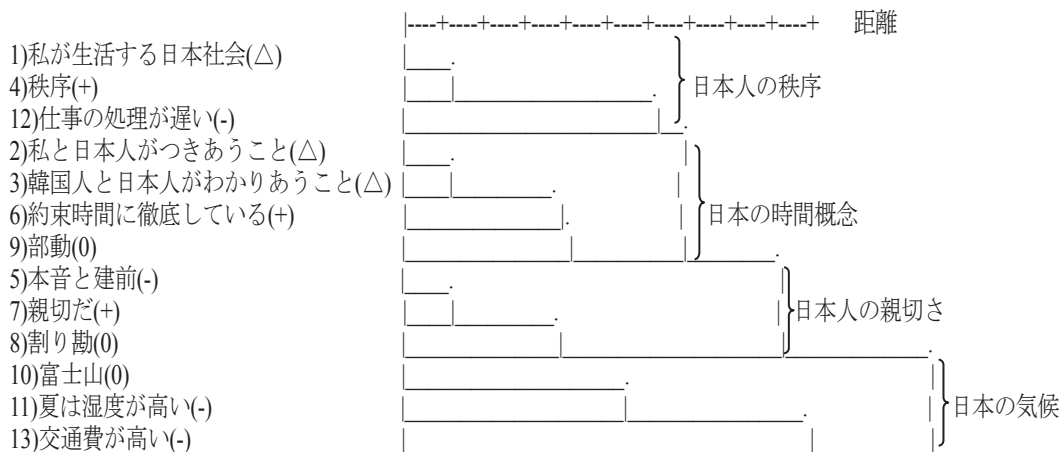 |----+----+----+----+----+----+----+----+----+----+ 距離
1)私が生活する日本社会(△)
4)秩序(+)
日本人の秩序
12)仕事の処理が遅い(-)
2)私と日本人がつきあうこと(△)
3)韓国人と日本人がわかりあうこと(△)
6)約束時間に徹底している(+)
日本の時間概念
9)部動(0)
5)本音と建前(-)
7)親切だ(+)
日本人の親切さ
8)割り勘(0)
10)富士山(0)
11)夏は湿度が高い(-)
日本の気候
13)交通費が高い(-)